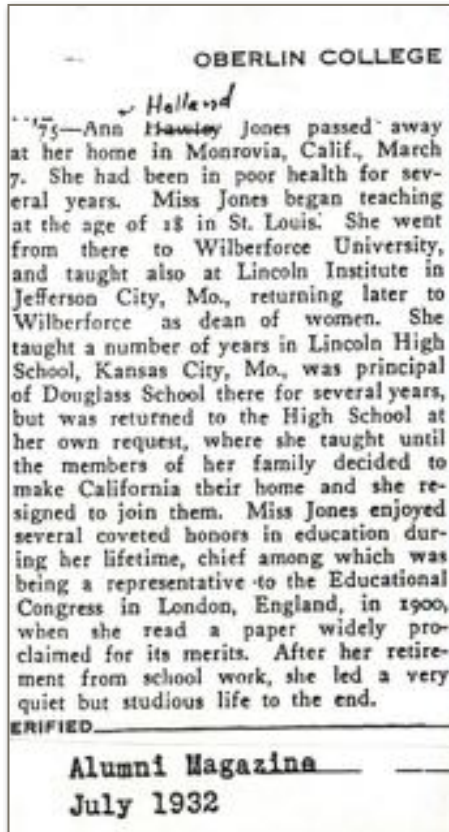 OBERLIN COLLEGE
Holland
'75—Ann Hawley Jones passed away
at her home in Monrovia, Calif., March
7. She had been in poor health for sev-
eral years. Miss Jones began teaching
at the age of 18 in St. Louis. She went
from there to Wilberforce University,
and taught also at Lincoln Institute in
Jefferson City, Mo., returning later to
Wilberforce as dean of women. She
taught a number of years in Lincoln High
School, Kansas City, Mo., was principal
of Douglass School there for several years,
but was returned to the High School at
her own request, where she taught until
the members of her family decided to
make California their home and she re-
signed to join them. Miss Jones enjoyed
several coveted honors in education dur-
ing her lifetime, chief among which was
being a representative to the Educational
Congress in London, England, in 1900,
when she read a paper widely pro-
claimed for its merits. After her retire-
ment from school work, she led a very
quiet but studious life to the end.
ERIFIED
Alumni Magazine
July 1932